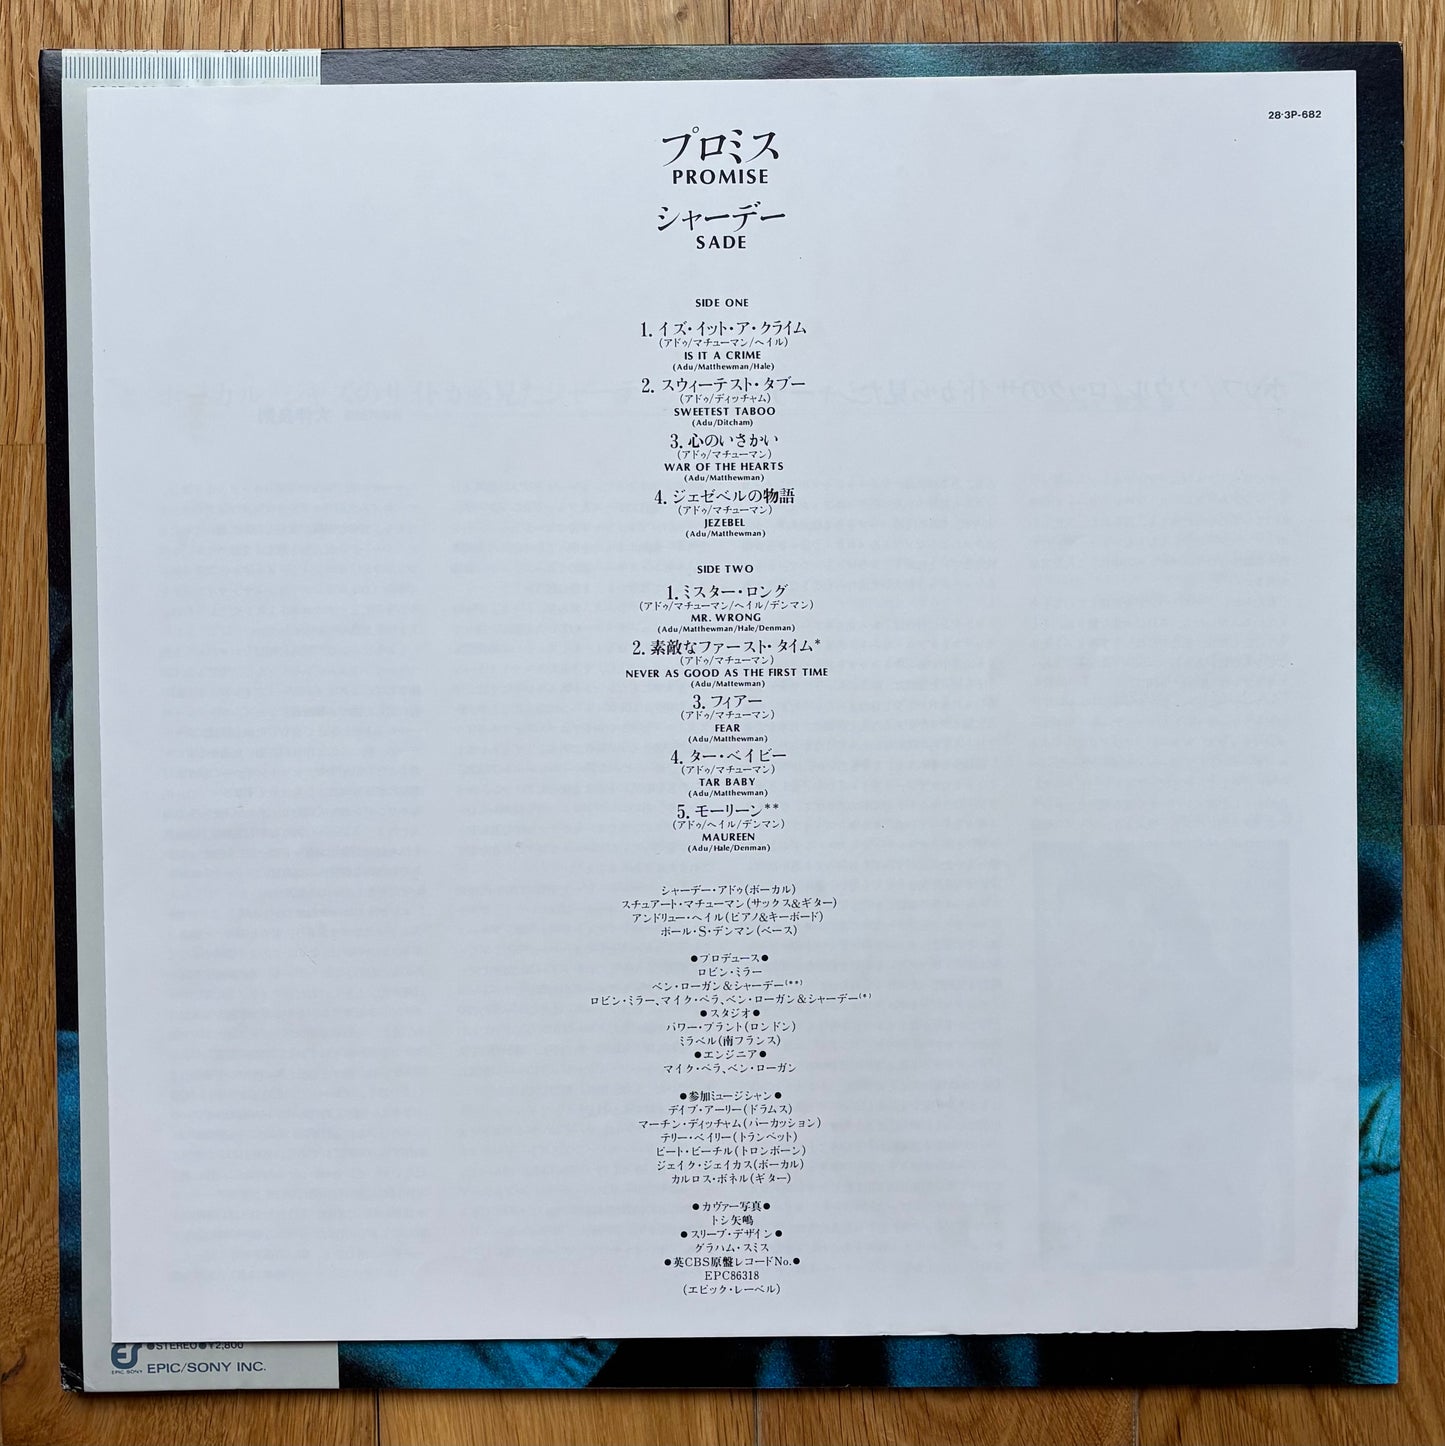 28·3P-682
プロミス
PROMISE
シャーデー
SADE
SIDE ONE
1. イズ・イット・ア・クライム
(アドゥ/マチューマン/ヘイル)
IS IT A CRIME
(Adu/Matthewman/Hale)
2. スウィーテスト・タブー
(アドゥ/ディッチャム)
SWEETEST TABOO
(Adu/Ditcham)
3. 心のいさかい
(アドゥ/マチューマン)
WAR OF THE HEARTS
(Adu/Matthewman)
4. ジェゼベルの物語
(アドゥ/マチューマン)
JEZEBEL
(Adu/Matthewman)
SIDE TWO
1. ミスター・ロング
(アドゥ/マチューマン/ヘイル/デンマン)
MR. WRONG
(Adu/Matthewman/Hale/Denman)
2. 素敵なファースト・タイム*
(アドゥ/マチューマン)
NEVER AS GOOD AS THE FIRST TIME
(Adu/Mattewman)
3. フィアー
(アドゥ/マチューマン)
FEAR
(Adu/Matthewman)
4. ター・ベイビー
(アドゥ/マチューマン)
TAR BABY
(Adu/Matthewman)
5. モーリーン**
(アドゥ/ヘイル/デンマン)
MAUREEN
(Adu/Hale/Denman)
シャーデー・アドゥ(ボーカル)
スチュアート・マチューマン(サックス&ギター)
アンドリュー・ヘイル(ピアノ&キーボード)
ポール・S・デンマン(ベース)
●プロデュース●
ロビン・ミラー
ベン・ローガン&シャーデー(**)
ロビン・ミラー、マイク・ペラ、ベン・ローガン&シャーデー(*)
●スタジオ●
パワー・プラント(ロンドン)
ミラベル(南フランス)
●エンジニア●
マイク・ペラ、ベン・ローガン
●参加ミュージシャン●
デイブ・アーリー(ドラムス)
マーチン・ディッチャム(パーカッション)
テリー・ベイリー(トランペット)
ピート・ビーチル(トロンボーン)
ジェイク・ジェイカス(ボーカル)
カルロス・ボネル(ギター)
●カヴァー写真●
トシ矢嶋
●スリーブ・デザイン●
グラハム・スミス
●英CBS原盤レコードNo.●
EPC86318
(エピック・レーベル)
●STEREO●¥2,800
EPIC/SONY INC.
EPIC SONY